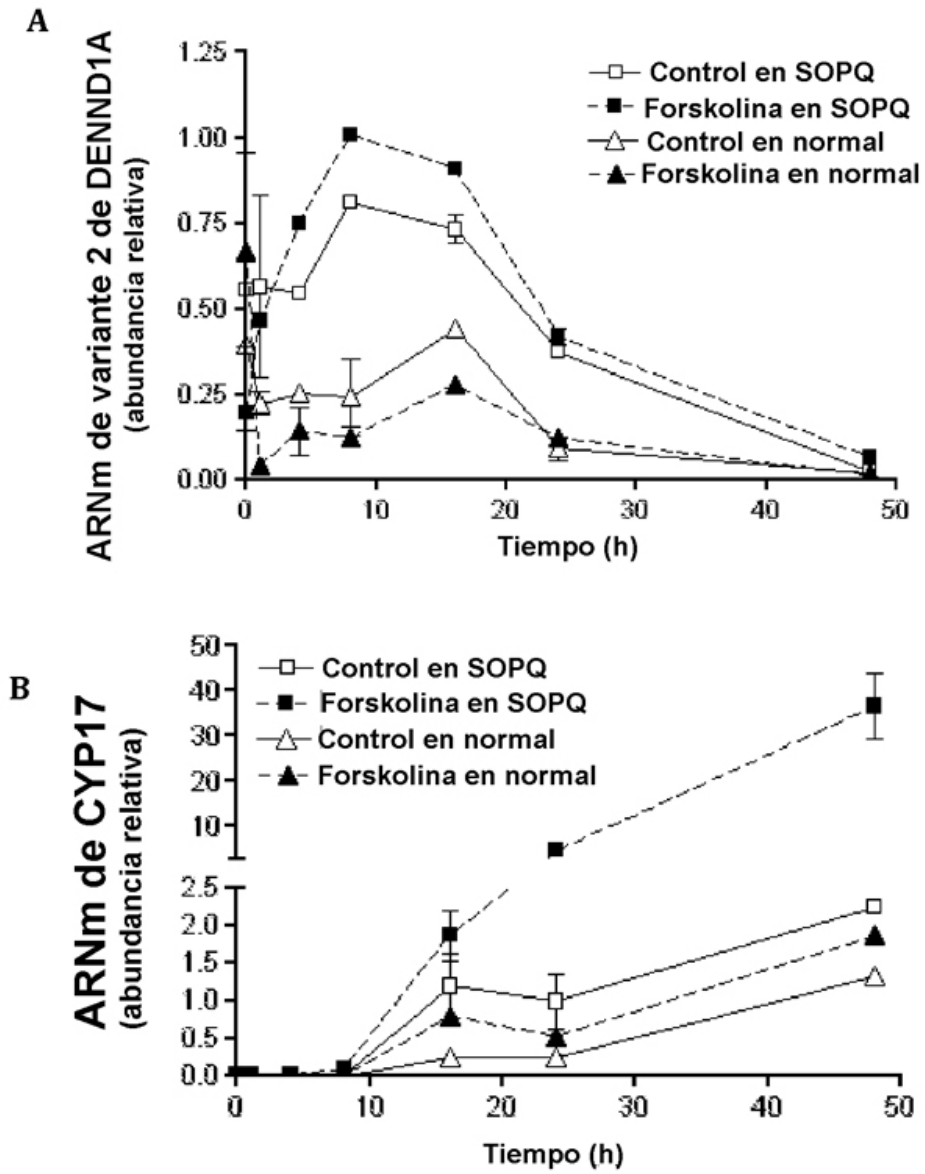 A
ARNm de variante 2 de DENND1A
(abundancia relativa)
1.25
1.00
0.75
0.50
0.25
0.00
Control en SOPQ
Forskolina en SOPQ
Control en normal
Forskolina en normal
0 10 20 30 40 50
Tiempo (h)
B
ARNm de CYP17
(abundancia relativa)
50
40
30
20
10
2.5
2.0
1.5
1.0
0.5
0.0
Control en SOPQ
Forskolina en SOPQ
Control en normal
Forskolina en normal
0 10 20 30 40 50
Tiempo (h)